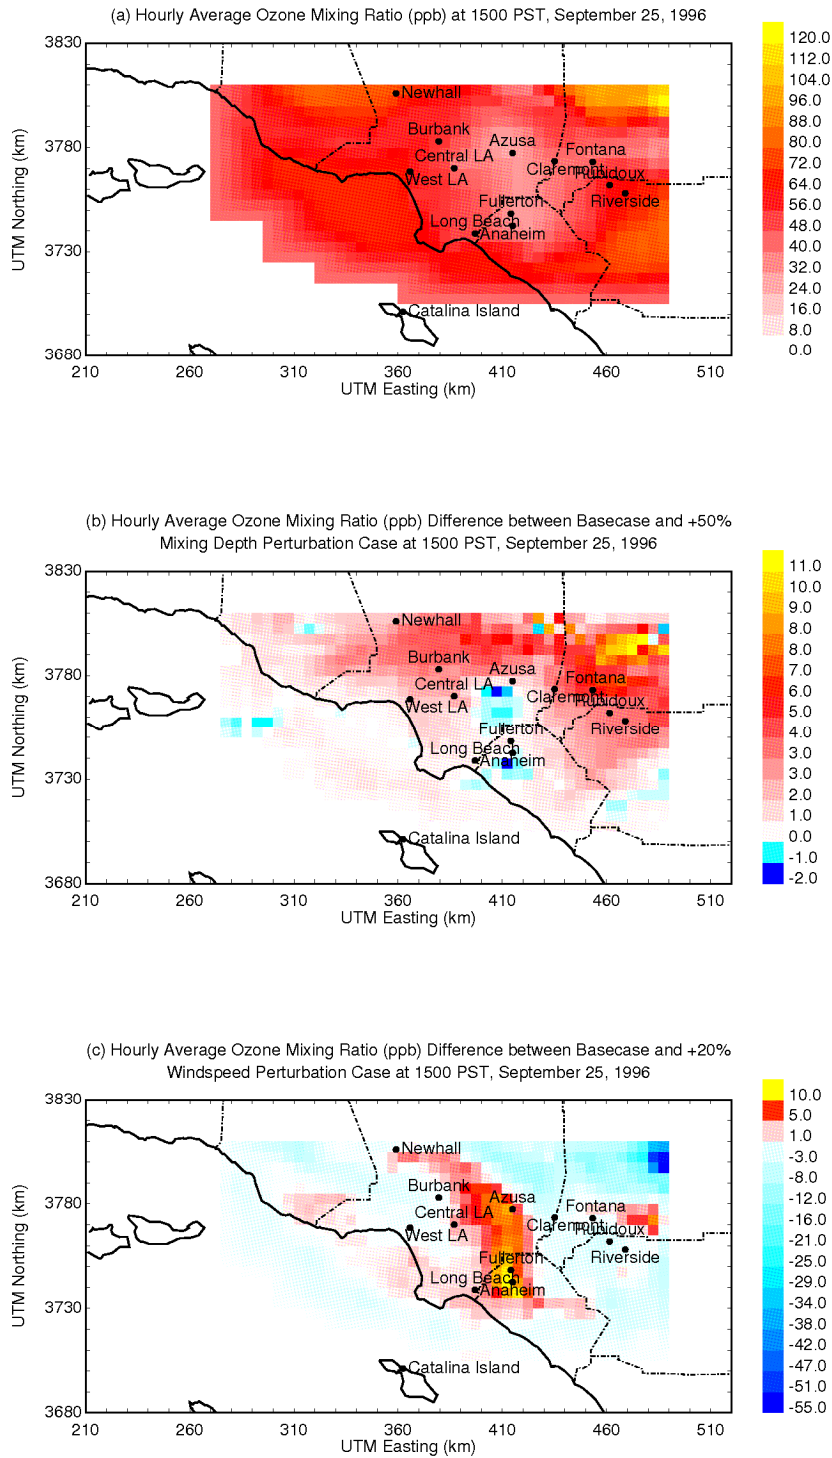 (a) Hourly Average Ozone Mixing Ratio (ppb) at 1500 PST, September 25, 1996
3830
3780
3730
3680
UTM Northing (km)
Newhall
Burbank
Azusa
Central LA
Fontana
West LA
Claremont
Rubidoux
Fullerton
Riverside
Long Beach
Anaheim
Catalina Island
210 260 310 360 410 460 510
UTM Easting (km)
120.0
112.0
104.0
96.0
88.0
80.0
72.0
64.0
56.0
48.0
40.0
32.0
24.0
16.0
8.0
0.0
(b) Hourly Average Ozone Mixing Ratio (ppb) Difference between Basecase and +50%
Mixing Depth Perturbation Case at 1500 PST, September 25, 1996
3830
3780
3730
3680
UTM Northing (km)
Newhall
Burbank
Azusa
Central LA
Fontana
West LA
Claremont
Rubidoux
Fullerton
Riverside
Long Beach
Anaheim
Catalina Island
210 260 310 360 410 460 510
UTM Easting (km)
11.0
10.0
9.0
8.0
7.0
6.0
5.0
4.0
3.0
2.0
1.0
0.0
-1.0
-2.0
(c) Hourly Average Ozone Mixing Ratio (ppb) Difference between Basecase and +20%
Windspeed Perturbation Case at 1500 PST, September 25, 1996
3830
3780
3730
3680
UTM Northing (km)
Newhall
Burbank
Azusa
Central LA
Fontana
West LA
Claremont
Rubidoux
Fullerton
Riverside
Long Beach
Anaheim
Catalina Island
210 260 310 360 410 460 510
UTM Easting (km)
10.0
5.0
1.0
-3.0
-8.0
-12.0
-16.0
-21.0
-25.0
-29.0
-34.0
-38.0
-42.0
-47.0
-51.0
-55.0